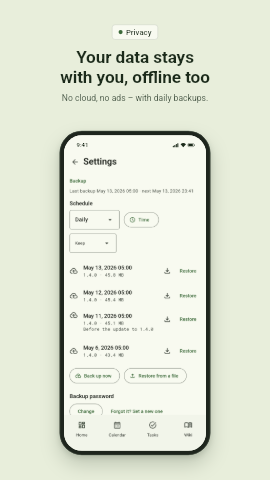 Privacy
Your data stays
with you, offline too
No cloud, no ads – with daily backups.
9:41
Settings
Backup
Last backup May 13, 2026 05:00 · next May 13, 2026 23:41
Schedule
Daily
Time
Keep
May 13, 2026 05:00
1.4.0 · 45.8 MB
Restore
May 12, 2026 05:00
1.4.0 · 45.4 MB
Restore
May 11, 2026 05:00
1.4.0 · 45.1 MB
Before the update to 1.4.0
Restore
May 6, 2026 05:00
1.4.0 · 43.4 MB
Restore
Back up now
Restore from a file
Backup password
Change
Forgot it? Set a new one
Home
Calendar
Tasks
Wiki